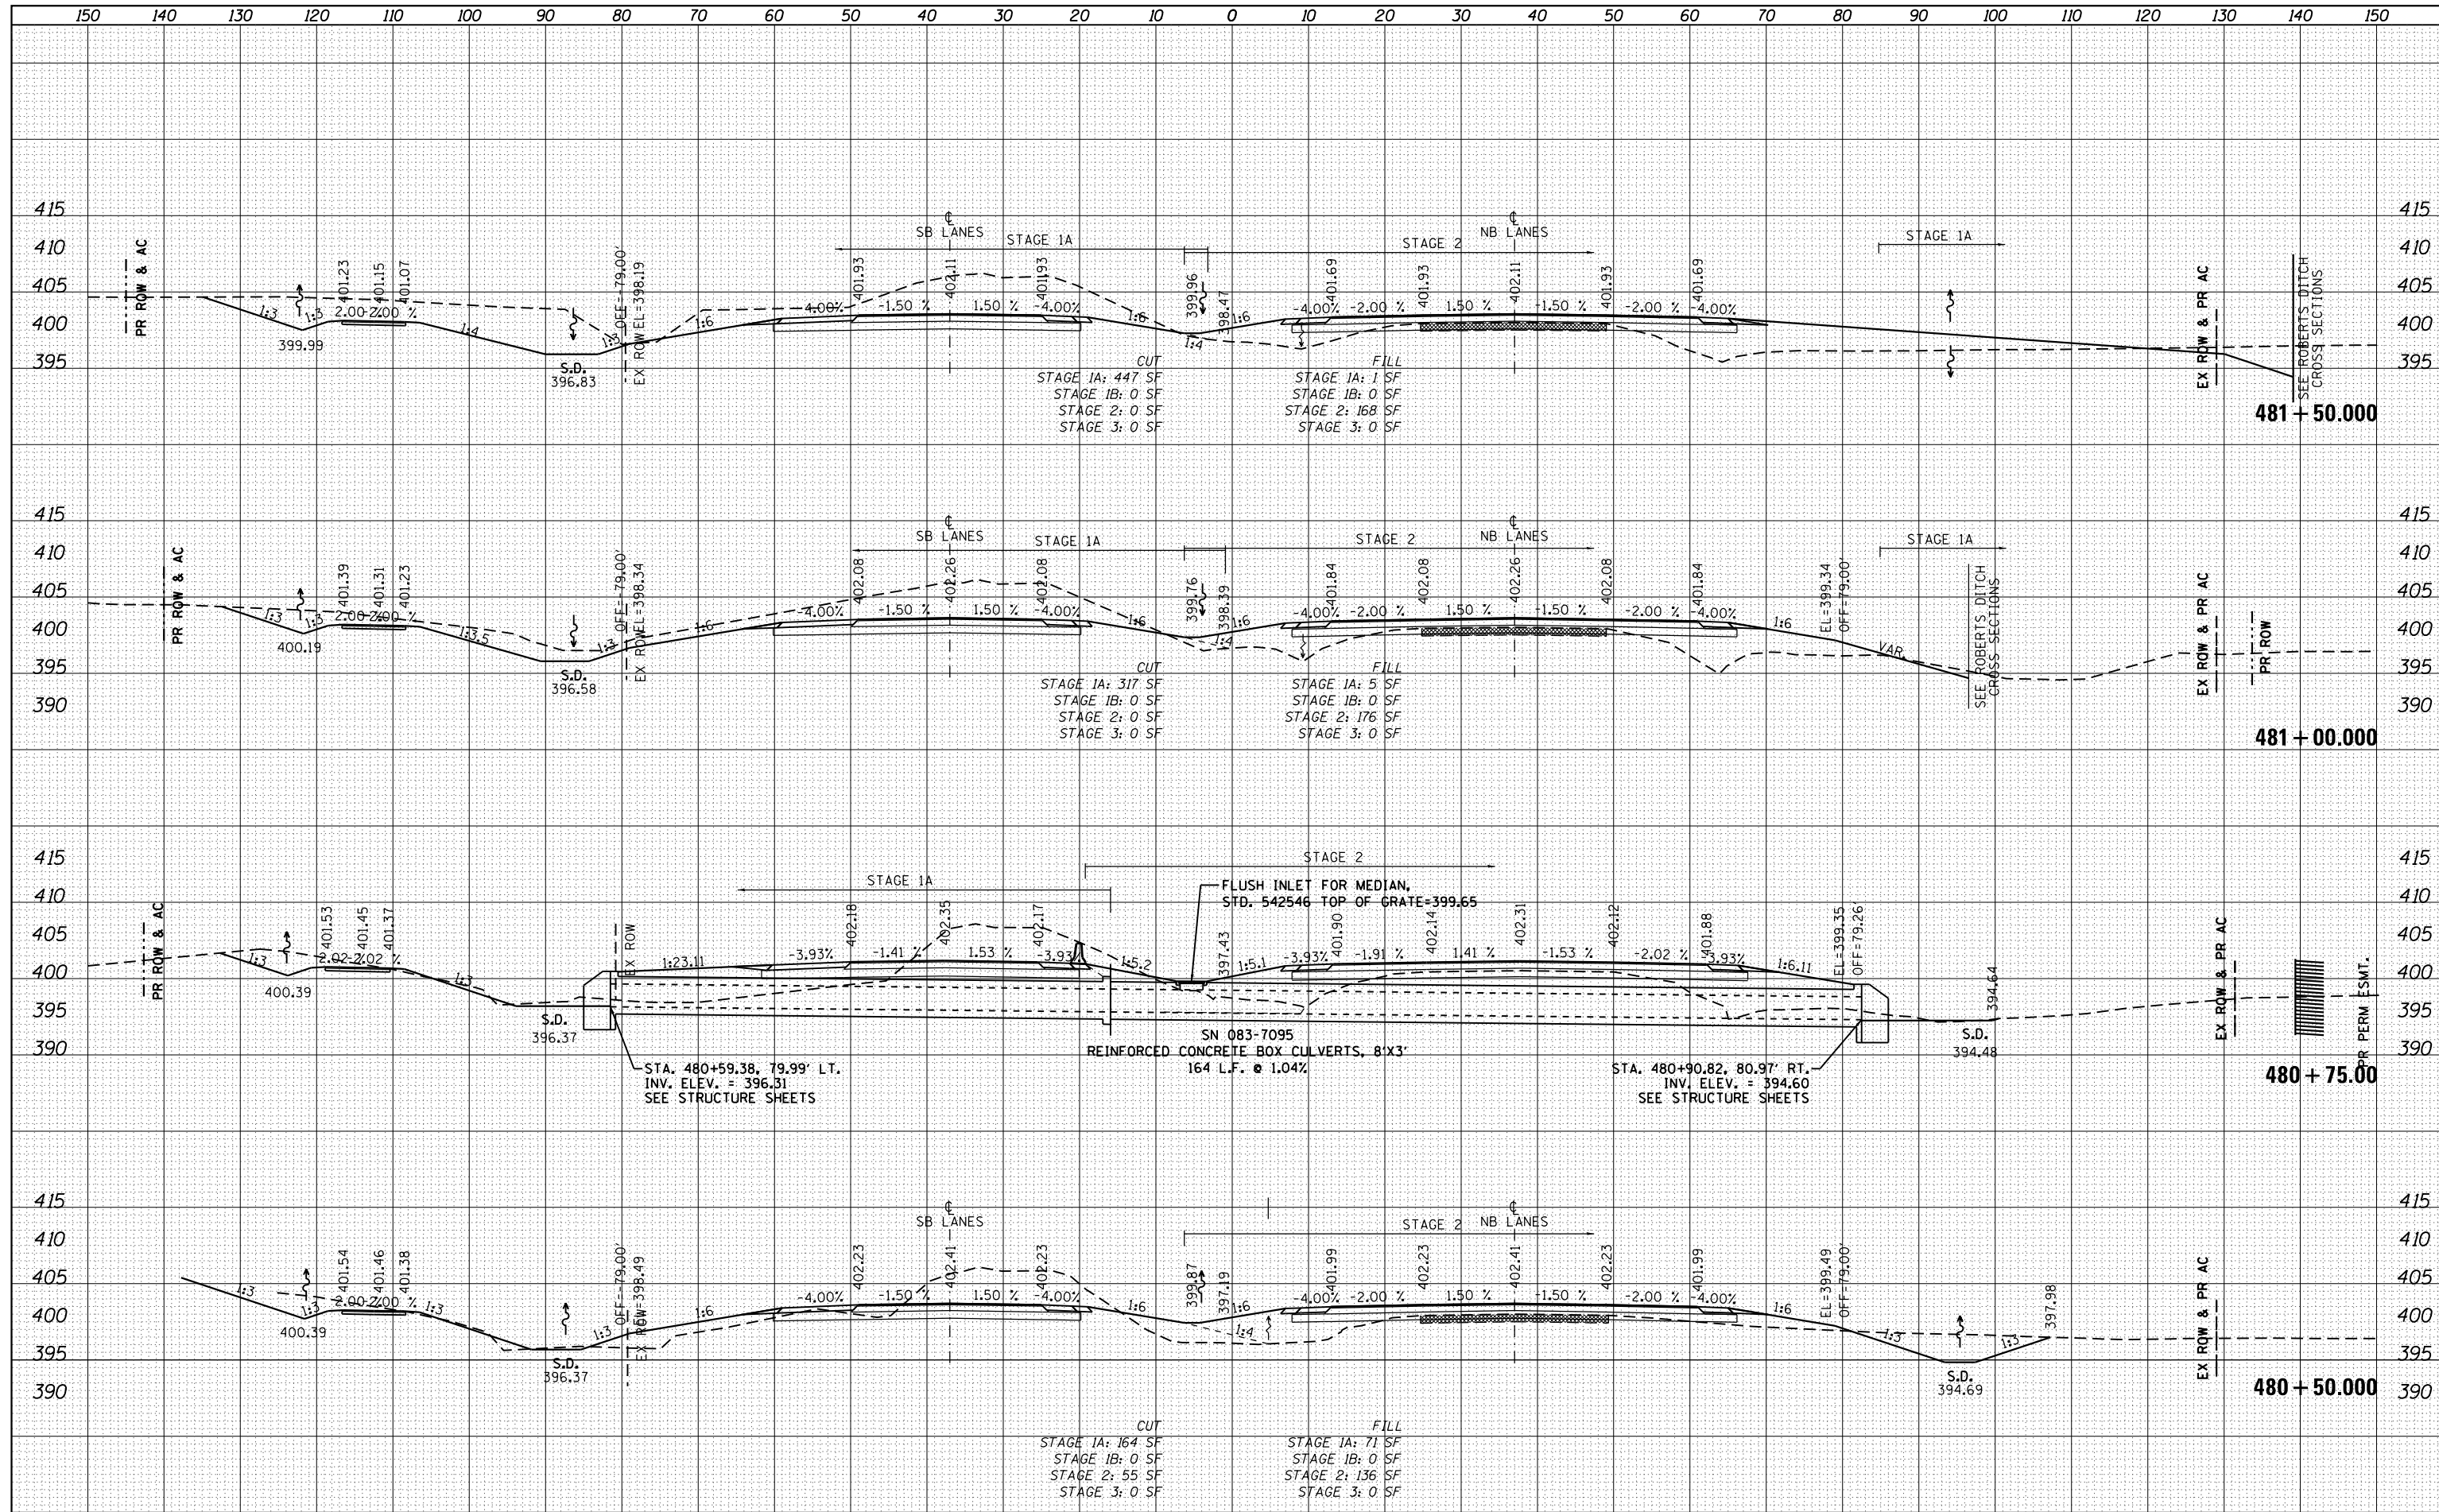 150 140 130 120 110 100 90 80 70 60 50 40 30 20 10 0 10 20 30 40 50 60 70 80 90 100 110 120 130 140 150
415
410
405
400
395
PR ROW & AC
1:3
399.99
1:3
401.23
401.15
401.07
2.00 %
-2.00 %
1:4
S.D.
396.83
1:3
OFF=-79.00'
EX ROW
EL=398.19
1:6
-4.00%
401.93
-1.50 %
℄
SB LANES
402.11
1.50 %
401.93
-4.00%
STAGE 1A
1:6
399.96
398.47
1:4
1:6
STAGE 2
-4.00%
401.69
-2.00 %
401.93
1.50 %
℄
NB LANES
402.11
-1.50 %
401.93
-2.00 %
401.69
-4.00%
STAGE 1A
EX ROW & PR AC
SEE ROBERTS DITCH
CROSS SECTIONS
415
410
405
400
395
CUT
STAGE 1A: 447 SF
STAGE 1B: 0 SF
STAGE 2: 0 SF
STAGE 3: 0 SF
FILL
STAGE 1A: 1 SF
STAGE 1B: 0 SF
STAGE 2: 168 SF
STAGE 3: 0 SF
481+50.000
415
410
405
400
395
390
PR ROW & AC
1:3
400.19
1:3
401.39
401.31
401.23
2.00 %
-2.00 %
1:3.5
S.D.
396.58
1:3
OFF=-79.00'
EX ROW
EL=398.34
1:6
-4.00%
402.08
-1.50 %
℄
SB LANES
402.26
1.50 %
402.08
-4.00%
STAGE 1A
1:6
399.76
398.39
1:4
1:6
STAGE 2
-4.00%
401.84
-2.00 %
402.08
1.50 %
℄
NB LANES
402.26
-1.50 %
402.08
-2.00 %
401.84
-4.00%
1:6
EL=399.34
OFF=79.00'
VAR.
STAGE 1A
SEE ROBERTS DITCH
CROSS SECTIONS
EX ROW & PR AC
PR ROW
415
410
405
400
395
390
CUT
STAGE 1A: 317 SF
STAGE 1B: 0 SF
STAGE 2: 0 SF
STAGE 3: 0 SF
FILL
STAGE 1A: 5 SF
STAGE 1B: 0 SF
STAGE 2: 176 SF
STAGE 3: 0 SF
481+00.000
415
410
405
400
395
390
PR ROW & AC
1:3
400.39
401.53
401.45
401.37
2.02 %
-2.02 %
1:3
S.D.
396.37
EX ROW
1:23.11
STAGE 1A
-3.93%
402.18
-1.41 %
402.35
1.53 %
402.17
-3.93%
1:5.2
STAGE 2
FLUSH INLET FOR MEDIAN,
STD. 542546 TOP OF GRATE=399.65
397.43
1:5.1
-3.93%
401.90
-1.91 %
402.14
1.41 %
402.31
-1.53 %
402.12
-2.02 %
401.88
-3.93%
1:6.11
EL=399.35
OFF=79.26'
394.64
S.D.
394.48
EX ROW & PR AC
PR PERM ESMT.
415
410
405
400
395
390
SN 083-7095
REINFORCED CONCRETE BOX CULVERTS, 8'X3'
164 L.F. @ 1.04%
STA. 480+59.38, 79.99' LT.
INV. ELEV. = 396.31
SEE STRUCTURE SHEETS
STA. 480+90.82, 80.97' RT.
INV. ELEV. = 394.60
SEE STRUCTURE SHEETS
480+75.00
415
410
405
400
395
390
1:3
400.39
1:3
401.54
401.46
401.38
2.00 %
-2.00 %
1:3
S.D.
396.37
1:3
OFF=-79.00'
EX ROW
EL=398.49
1:6
-4.00%
402.23
-1.50 %
℄
SB LANES
402.41
1.50 %
402.23
-4.00%
1:6
399.87
397.19
1:4
1:6
STAGE 2
-4.00%
401.99
-2.00 %
402.23
1.50 %
℄
NB LANES
402.41
-1.50 %
402.23
-2.00 %
401.99
-4.00%
1:6
EL=399.49
OFF=79.00'
1:3
S.D.
394.69
1:3
397.98
EX ROW & PR AC
415
410
405
400
395
390
480+50.000
CUT
STAGE 1A: 164 SF
STAGE 1B: 0 SF
STAGE 2: 55 SF
STAGE 3: 0 SF
FILL
STAGE 1A: 71 SF
STAGE 1B: 0 SF
STAGE 2: 136 SF
STAGE 3: 0 SF